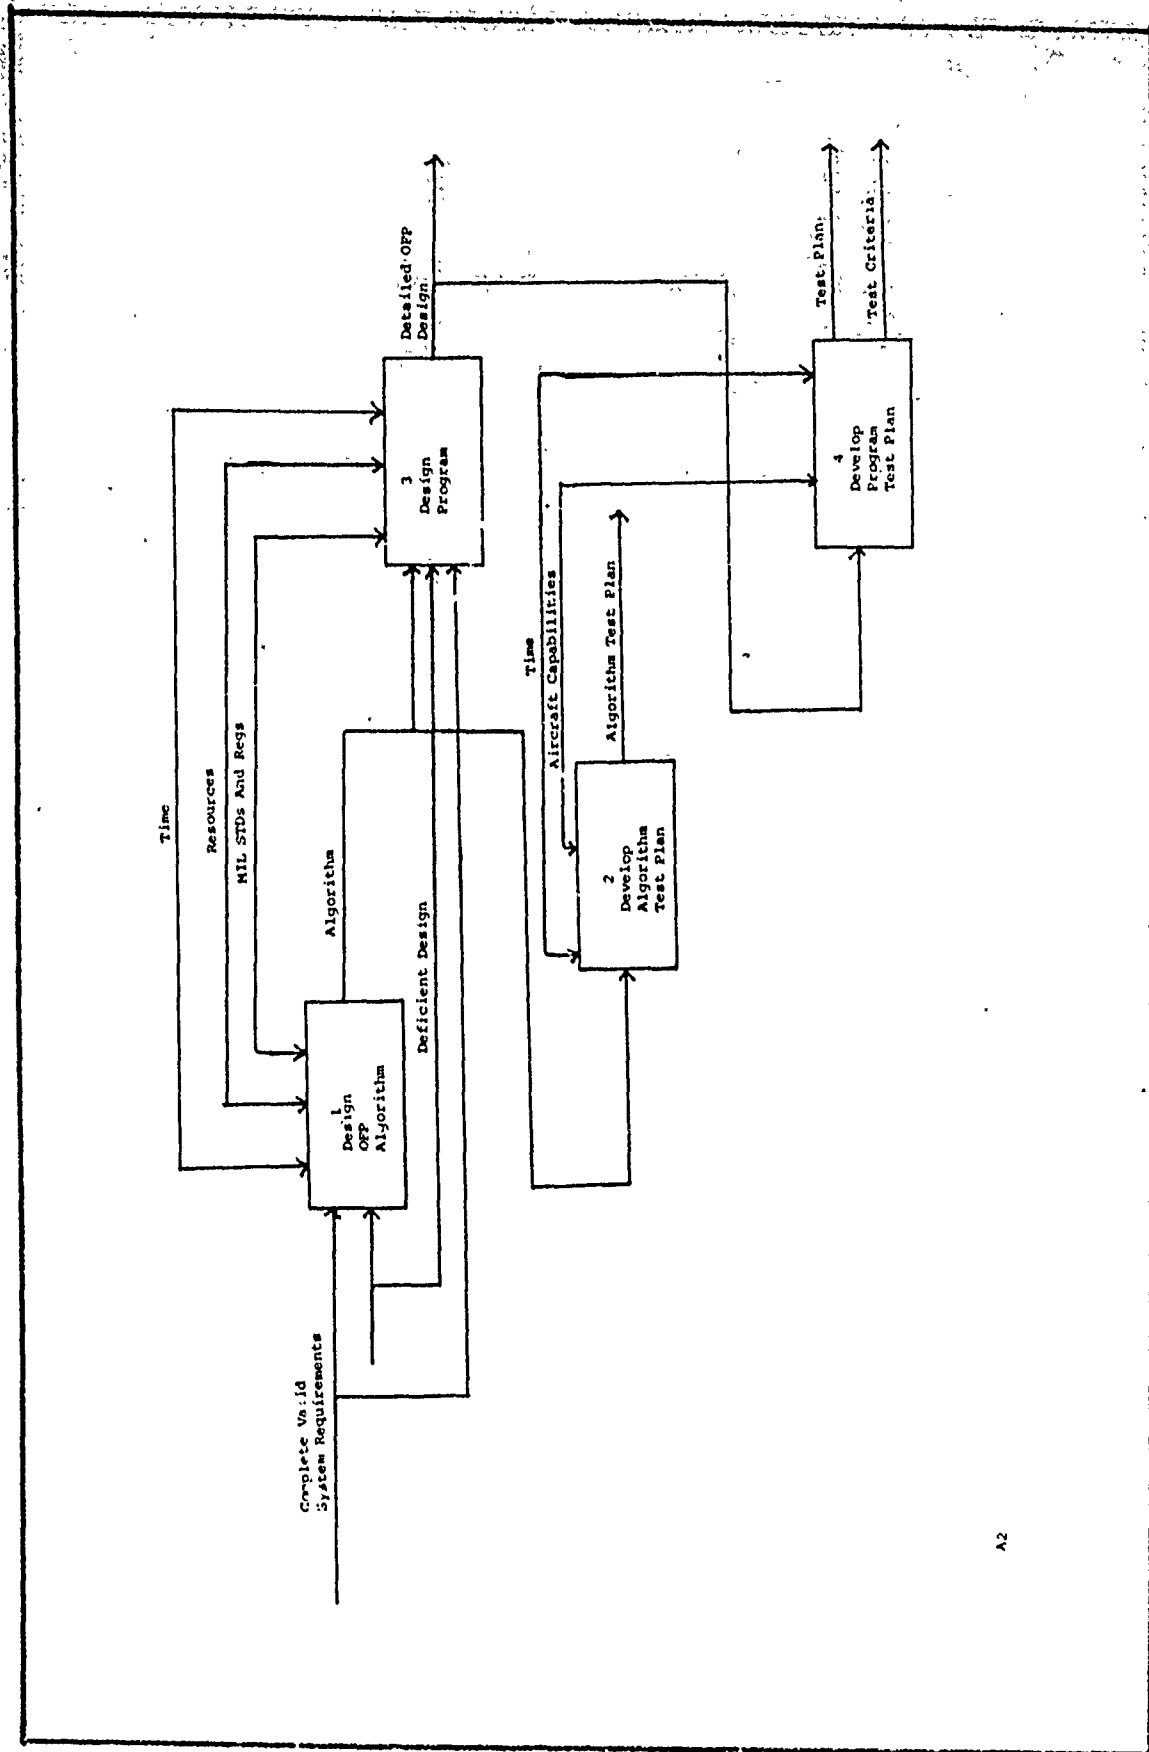 Time
Resources
MIL STDs And Regs
Complete Valid
System Requirements
1
Design
OFP
Algorithm
Algorithm
Deficient Design
3
Design
Program
Detailed OFP
Design
Time
Aircraft Capabilities
2
Develop
Algorithm
Test Plan
Algorithm Test Plan
4
Develop
Program
Test Plan
Test Plan
Test Criteria
A2